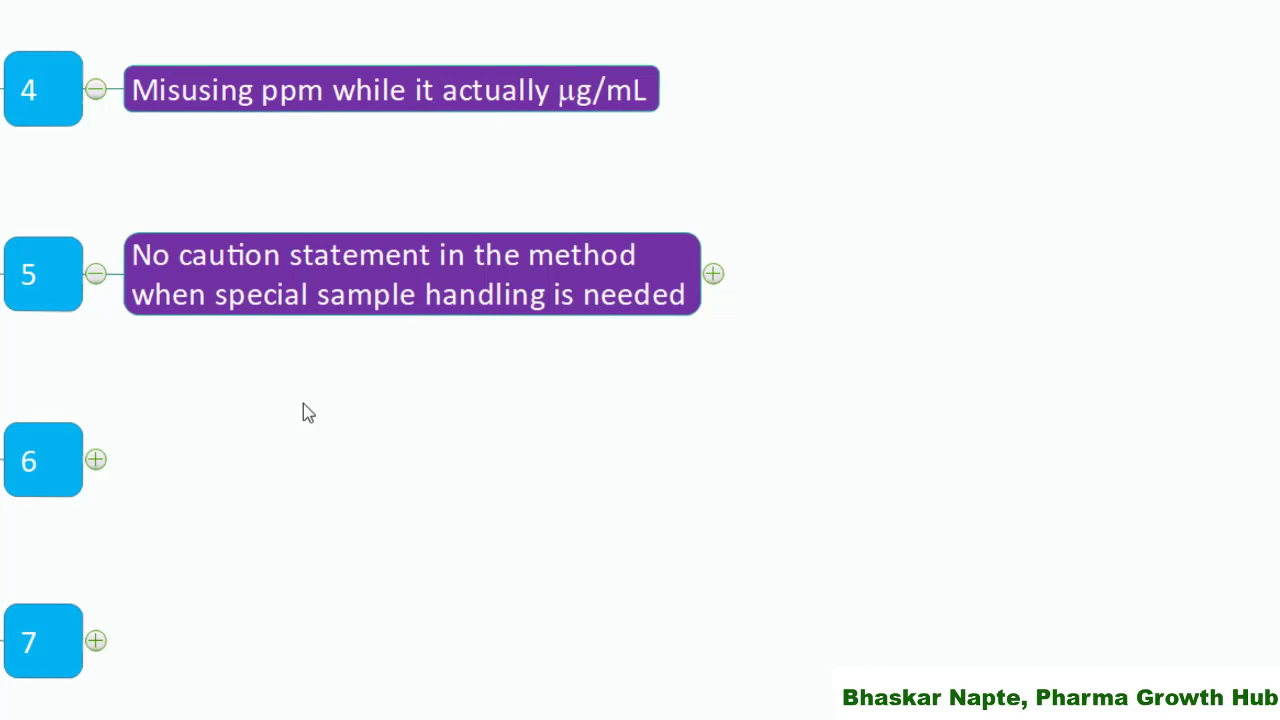 4
Misusing ppm while it actually µg/mL
5
No caution statement in the method
when special sample handling is needed
6
7
Bhaskar Napte, Pharma Growth Hub